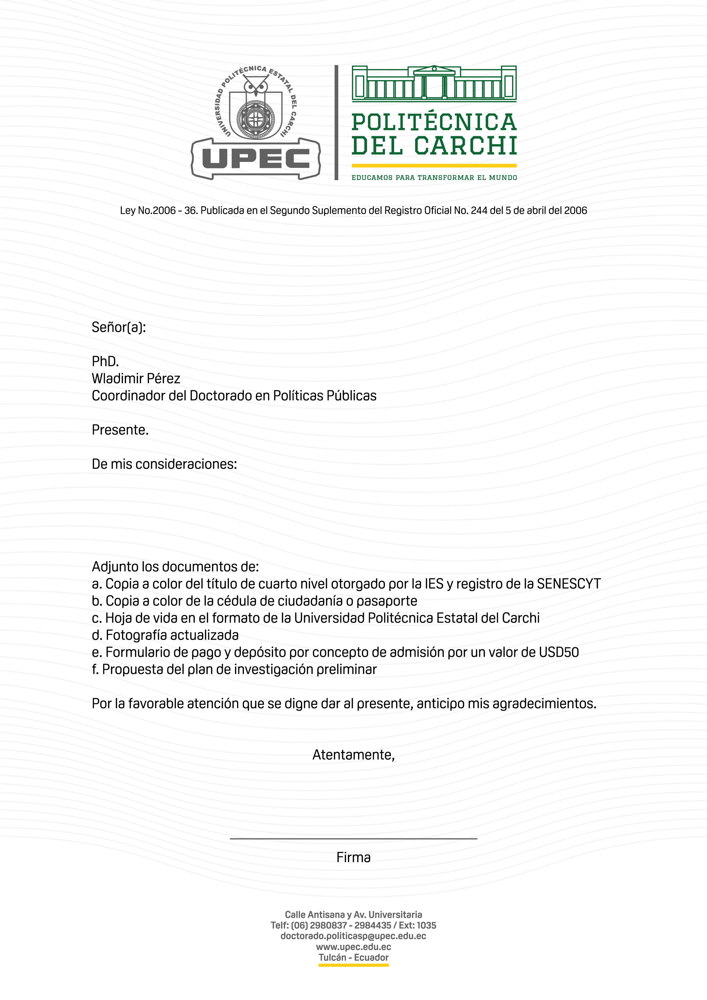 UNIVERSIDAD POLITÉCNICA ESTATAL DEL CARCHI
UPEC
POLITÉCNICA
DEL CARCHI
EDUCAMOS PARA TRANSFORMAR EL MUNDO
Ley No.2006 - 36. Publicada en el Segundo Suplemento del Registro Oficial No. 244 del 5 de abril del 2006
Señor(a):
PhD.
Wladimir Pérez
Coordinador del Doctorado en Políticas Públicas
Presente.
De mis consideraciones:
Adjunto los documentos de:
a. Copia a color del título de cuarto nivel otorgado por la IES y registro de la SENESCYT
b. Copia a color de la cédula de ciudadanía o pasaporte
c. Hoja de vida en el formato de la Universidad Politécnica Estatal del Carchi
d. Fotografía actualizada
e. Formulario de pago y depósito por concepto de admisión por un valor de USD50
f. Propuesta del plan de investigación preliminar
Por la favorable atención que se digne dar al presente, anticipo mis agradecimientos.
Atentamente,
Firma
Calle Antisana y Av. Universitaria
Telf: (06) 2980837 - 2984435 / Ext: 1035
doctorado.politicasp@upec.edu.ec
www.upec.edu.ec
Tulcán - Ecuador